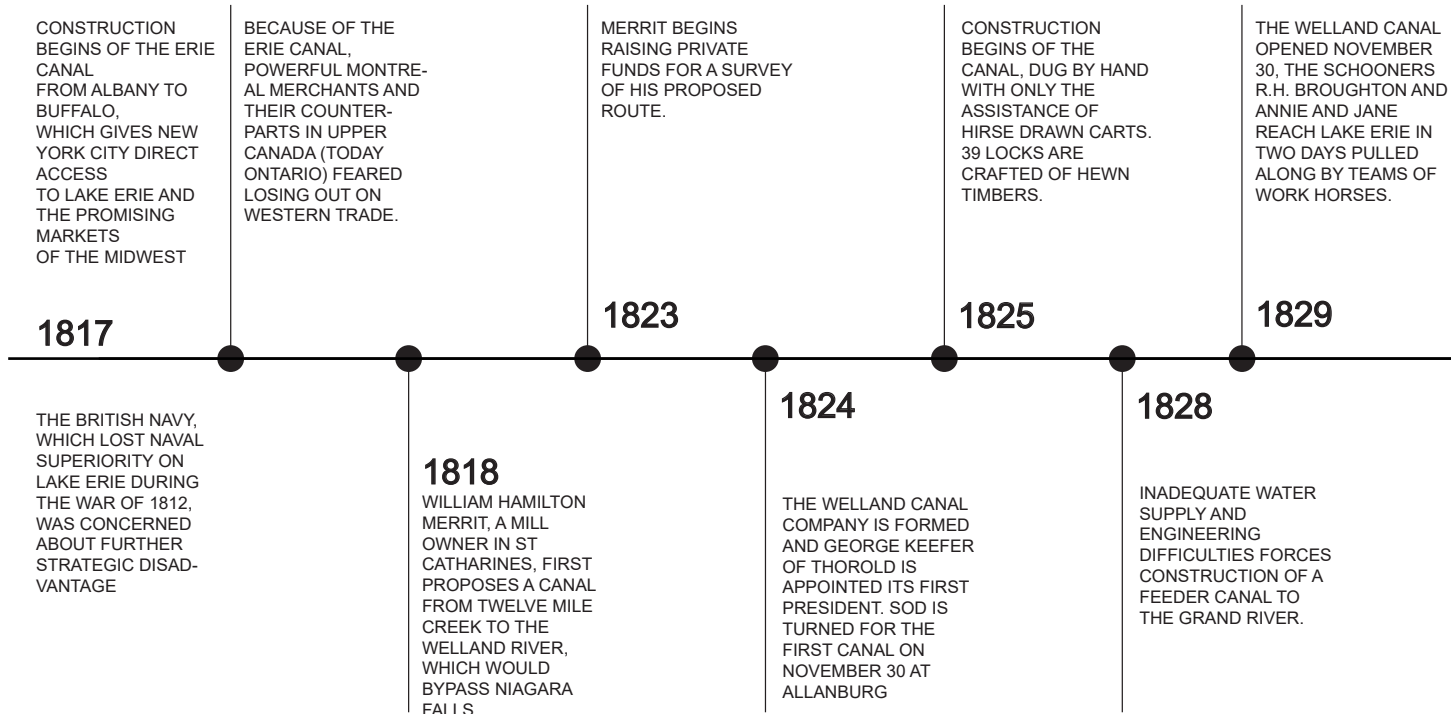 CONSTRUCTION
BEGINS OF THE ERIE
CANAL
FROM ALBANY TO
BUFFALO,
WHICH GIVES NEW
YORK CITY DIRECT
ACCESS
TO LAKE ERIE AND
THE PROMISING
MARKETS
OF THE MIDWEST
1817
THE BRITISH NAVY,
WHICH LOST NAVAL
SUPERIORITY ON
LAKE ERIE DURING
THE WAR OF 1812,
WAS CONCERNED
ABOUT FURTHER
STRATEGIC DISAD-
VANTAGE
BECAUSE OF THE
ERIE CANAL,
POWERFUL MONTRE-
AL MERCHANTS AND
THEIR COUNTER-
PARTS IN UPPER
CANADA (TODAY
ONTARIO) FEARED
LOSING OUT ON
WESTERN TRADE.
1818
WILLIAM HAMILTON
MERRIT, A MILL
OWNER IN ST
CATHARINES, FIRST
PROPOSES A CANAL
FROM TWELVE MILE
CREEK TO THE
WELLAND RIVER,
WHICH WOULD
BYPASS NIAGARA
FALLS
MERRIT BEGINS
RAISING PRIVATE
FUNDS FOR A SURVEY
OF HIS PROPOSED
ROUTE.
1823
1824
THE WELLAND CANAL
COMPANY IS FORMED
AND GEORGE KEEFER
OF THOROLD IS
APPOINTED ITS FIRST
PRESIDENT. SOD IS
TURNED FOR THE
FIRST CANAL ON
NOVEMBER 30 AT
ALLANBURG
CONSTRUCTION
BEGINS OF THE
CANAL, DUG BY HAND
WITH ONLY THE
ASSISTANCE OF
HIRSE DRAWN CARTS.
39 LOCKS ARE
CRAFTED OF HEWN
TIMBERS.
1825
1828
INADEQUATE WATER
SUPPLY AND
ENGINEERING
DIFFICULTIES FORCES
CONSTRUCTION OF A
FEEDER CANAL TO
THE GRAND RIVER.
THE WELLAND CANAL
OPENED NOVEMBER
30, THE SCHOONERS
R.H. BROUGHTON AND
ANNIE AND JANE
REACH LAKE ERIE IN
TWO DAYS PULLED
ALONG BY TEAMS OF
WORK HORSES.
1829